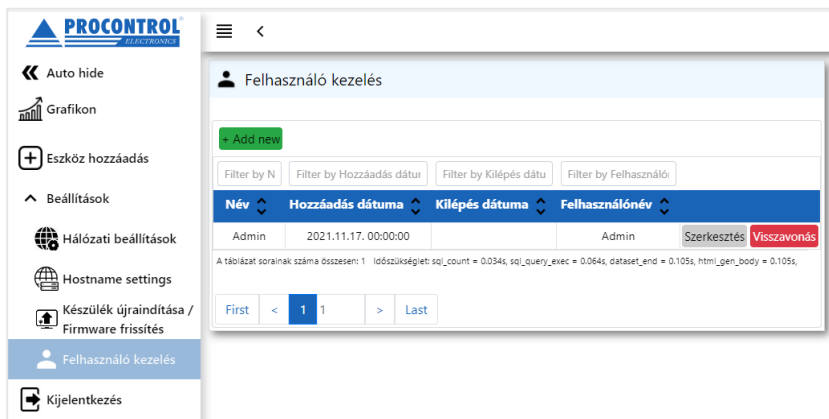 PROCONTROL
ELECTRONICS
Auto hide
Grafikon
Eszköz hozzáadás
Beállítások
Hálózati beállítások
Hostname settings
Készülék újraindítása /
Firmware frissítés
Felhasználó kezelés
Kijelentkezés
Felhasználó kezelés
+ Add new
Filter by N Filter by Hozzáadás dátur Filter by Kilépés dátu Filter by Felhasználó
Név Hozzáadás dátuma Kilépés dátuma Felhasználónév
Admin 2021.11.17. 00:00:00 Admin Szerkesztés Visszavonás
A táblázat sorainak száma összesen: 1 Időszükséglet: sql_count = 0.034s, sql_query_exec = 0.064s, dataset_end = 0.105s, html_gen_body = 0.105s,
First < 1 1 > Last